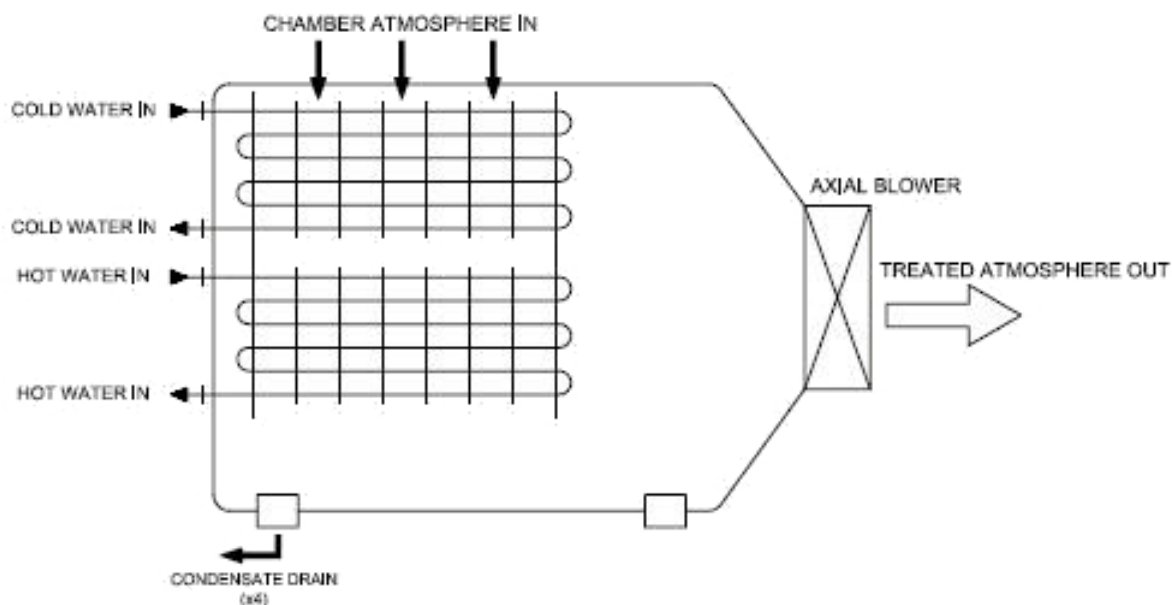 CHAMBER ATMOSPHERE IN
COLD WATER IN
COLD WATER IN
HOT WATER IN
HOT WATER IN
AXIAL BLOWER
TREATED ATMOSPHERE OUT
CONDENSATE DRAIN
(x4)